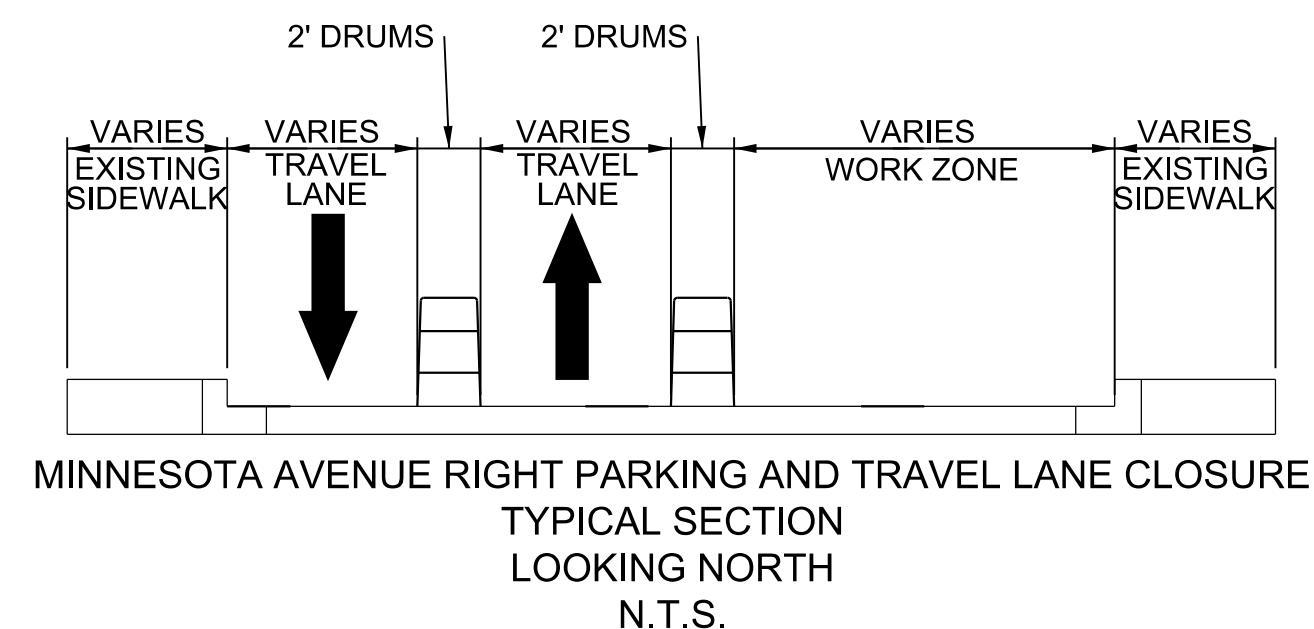 2' DRUMS 2' DRUMS
VARIES VARIES VARIES VARIES VARIES
EXISTING SIDEWALK
TRAVEL LANE
TRAVEL LANE
WORK ZONE
EXISTING SIDEWALK
MINNESOTA AVENUE RIGHT PARKING AND TRAVEL LANE CLOSURE
TYPICAL SECTION
LOOKING NORTH
N.T.S.